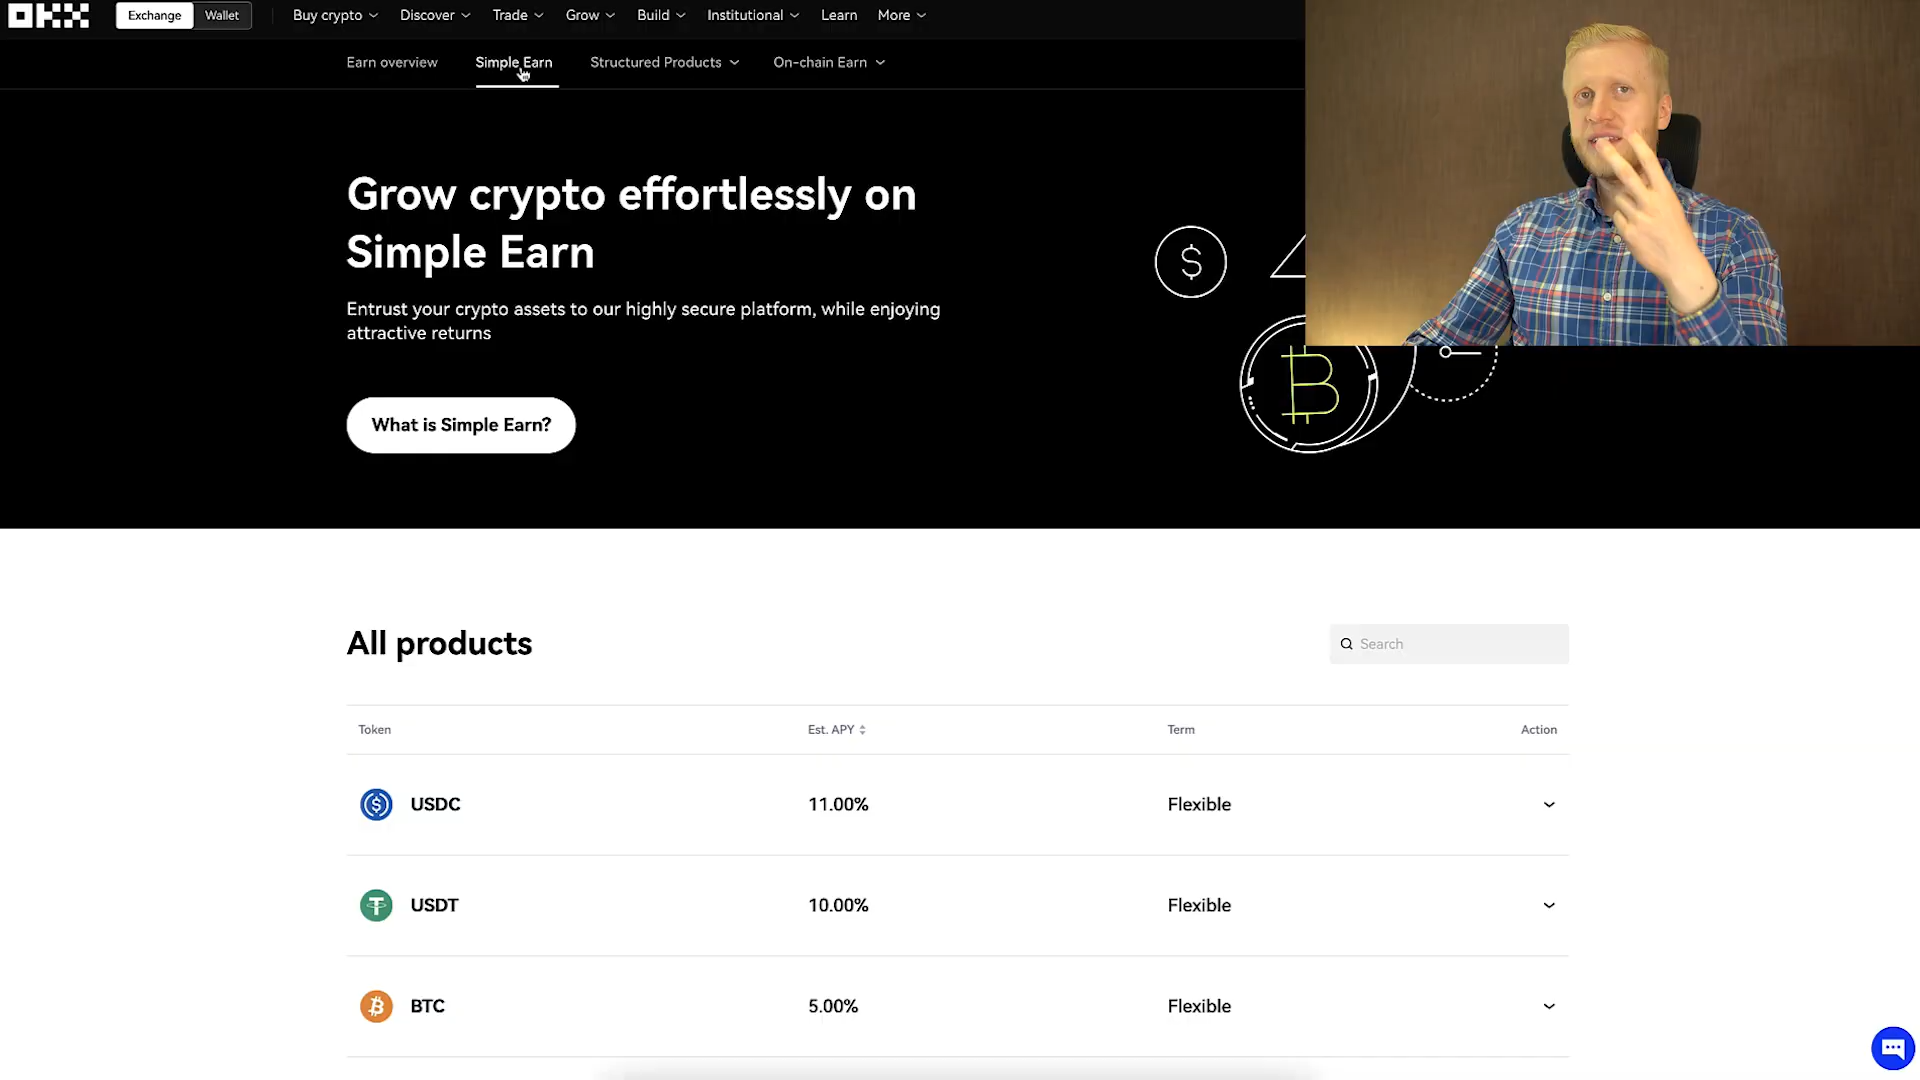 OKX
Exchange Wallet Buy crypto Discover Trade Grow Build Institutional Learn More
Earn overview Simple Earn Structured Products On-chain Earn
Grow crypto effortlessly on
Simple Earn
Entrust your crypto assets to our highly secure platform, while enjoying
attractive returns
What is Simple Earn?
All products
Search
Token Est. APY Term Action
USDC 11.00% Flexible
USDT 10.00% Flexible
BTC 5.00% Flexible